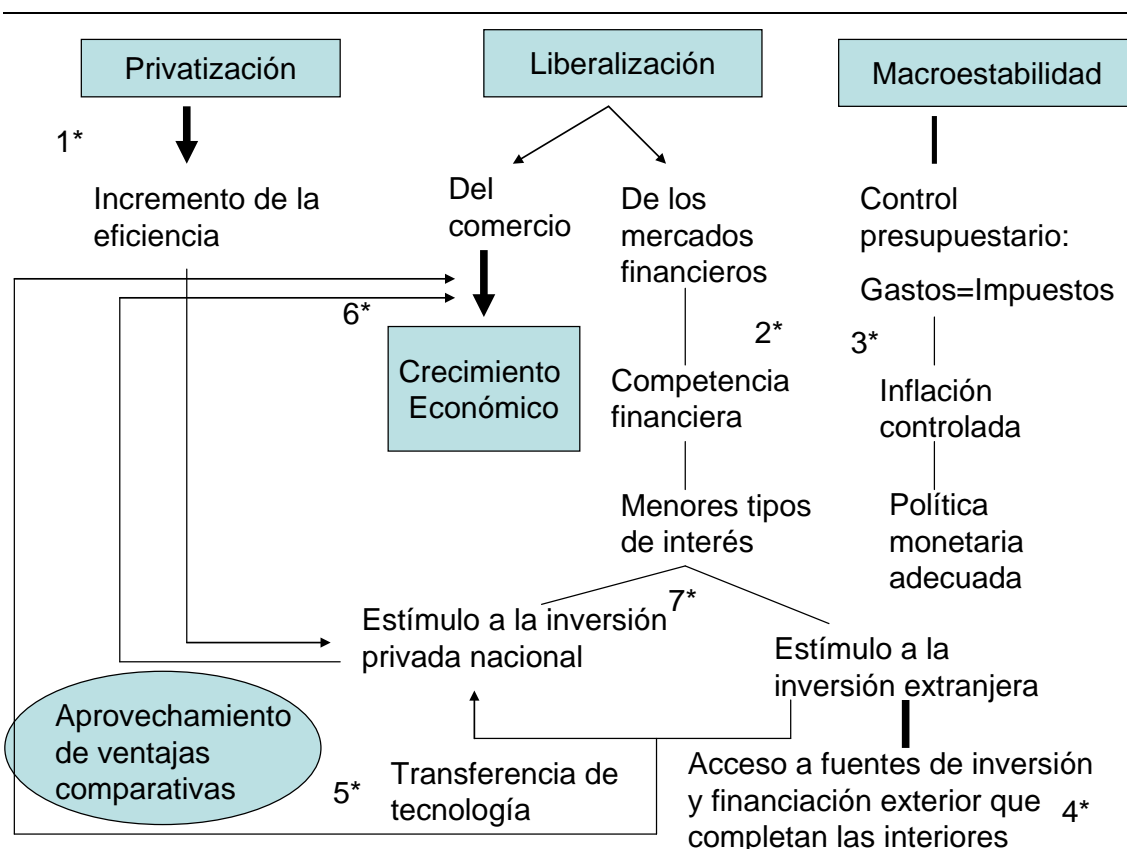 Privatización
Liberalización
Macroestabilidad
1*
Incremento de la
eficiencia
Del
comercio
De los
mercados
financieros
Control
presupuestario:
Gastos=Impuestos
6*
2*
3*
Crecimiento
Económico
Competencia
financiera
Inflación
controlada
Menores tipos
de interés
Política
monetaria
adecuada
7*
Estímulo a la inversión
privada nacional
Estímulo a la
inversión extranjera
Aprovechamiento
de ventajas
comparativas
5*
Transferencia de
tecnología
Acceso a fuentes de inversión
y financiación exterior que
completan las interiores
4*